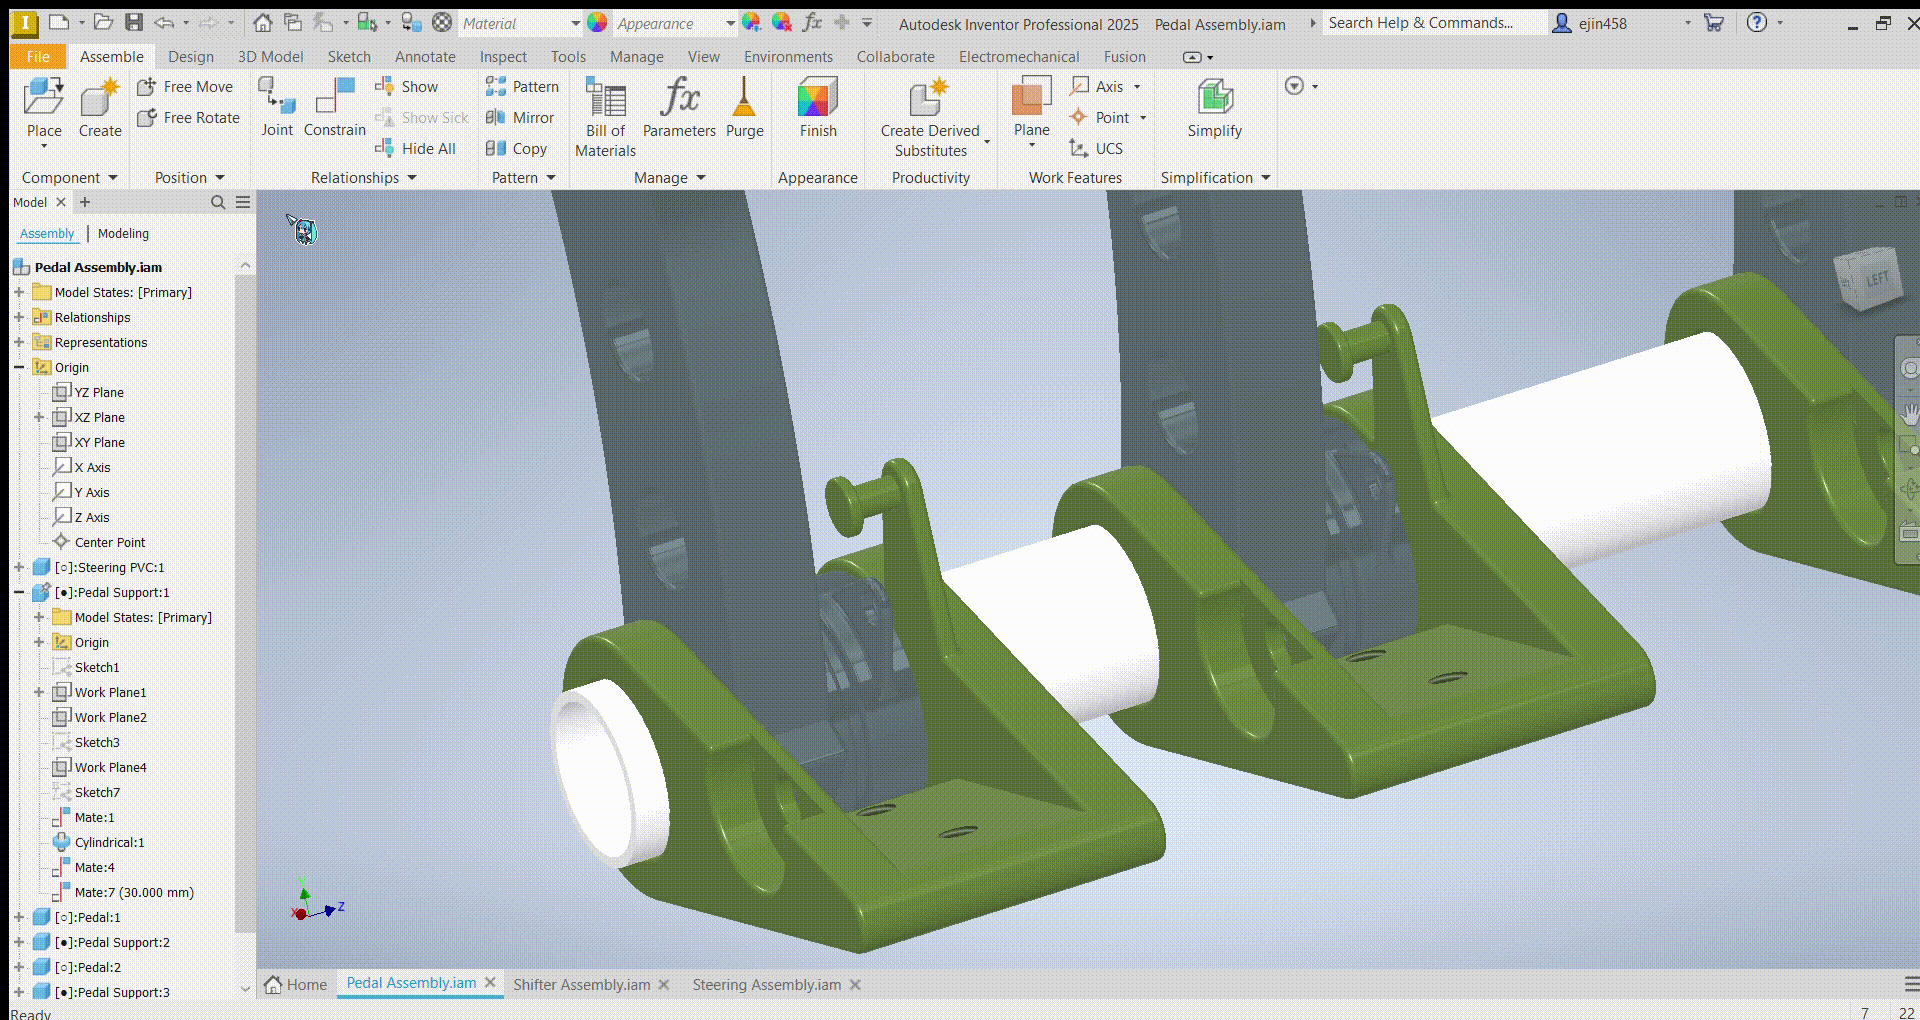 Material
Appearance
fx
Autodesk Inventor Professional 2025 Pedal Assembly.iam
Search Help & Commands...
ejin458
File Assemble Design 3D Model Sketch Annotate Inspect Tools Manage View Environments Collaborate Electromechanical Fusion
Place
Create
Free Move
Free Rotate
Joint
Constrain
Show
Show Sick
Hide All
Pattern
Mirror
Copy
Bill of
Materials
fx
Parameters
Purge
Finish
Create Derived
Substitutes
Plane
Axis
Point
UCS
Simplify
Component Position Relationships Pattern Manage Appearance Productivity Work Features Simplification
Model
Assembly | Modeling
Pedal Assembly.iam
Model States: [Primary]
Relationships
Representations
Origin
YZ Plane
XZ Plane
XY Plane
X Axis
Y Axis
Z Axis
Center Point
[○]:Steering PVC:1
[●]:Pedal Support:1
Model States: [Primary]
Origin
Sketch1
Work Plane1
Work Plane2
Sketch3
Work Plane4
Sketch7
Mate:1
Cylindrical:1
Mate:4
Mate:7 (30.000 mm)
[○]:Pedal:1
[●]:Pedal Support:2
[○]:Pedal:2
[●]:Pedal Support:3
LEFT
Y
X
Z
Home Pedal Assembly.iam Shifter Assembly.iam Steering Assembly.iam
Ready
7 22